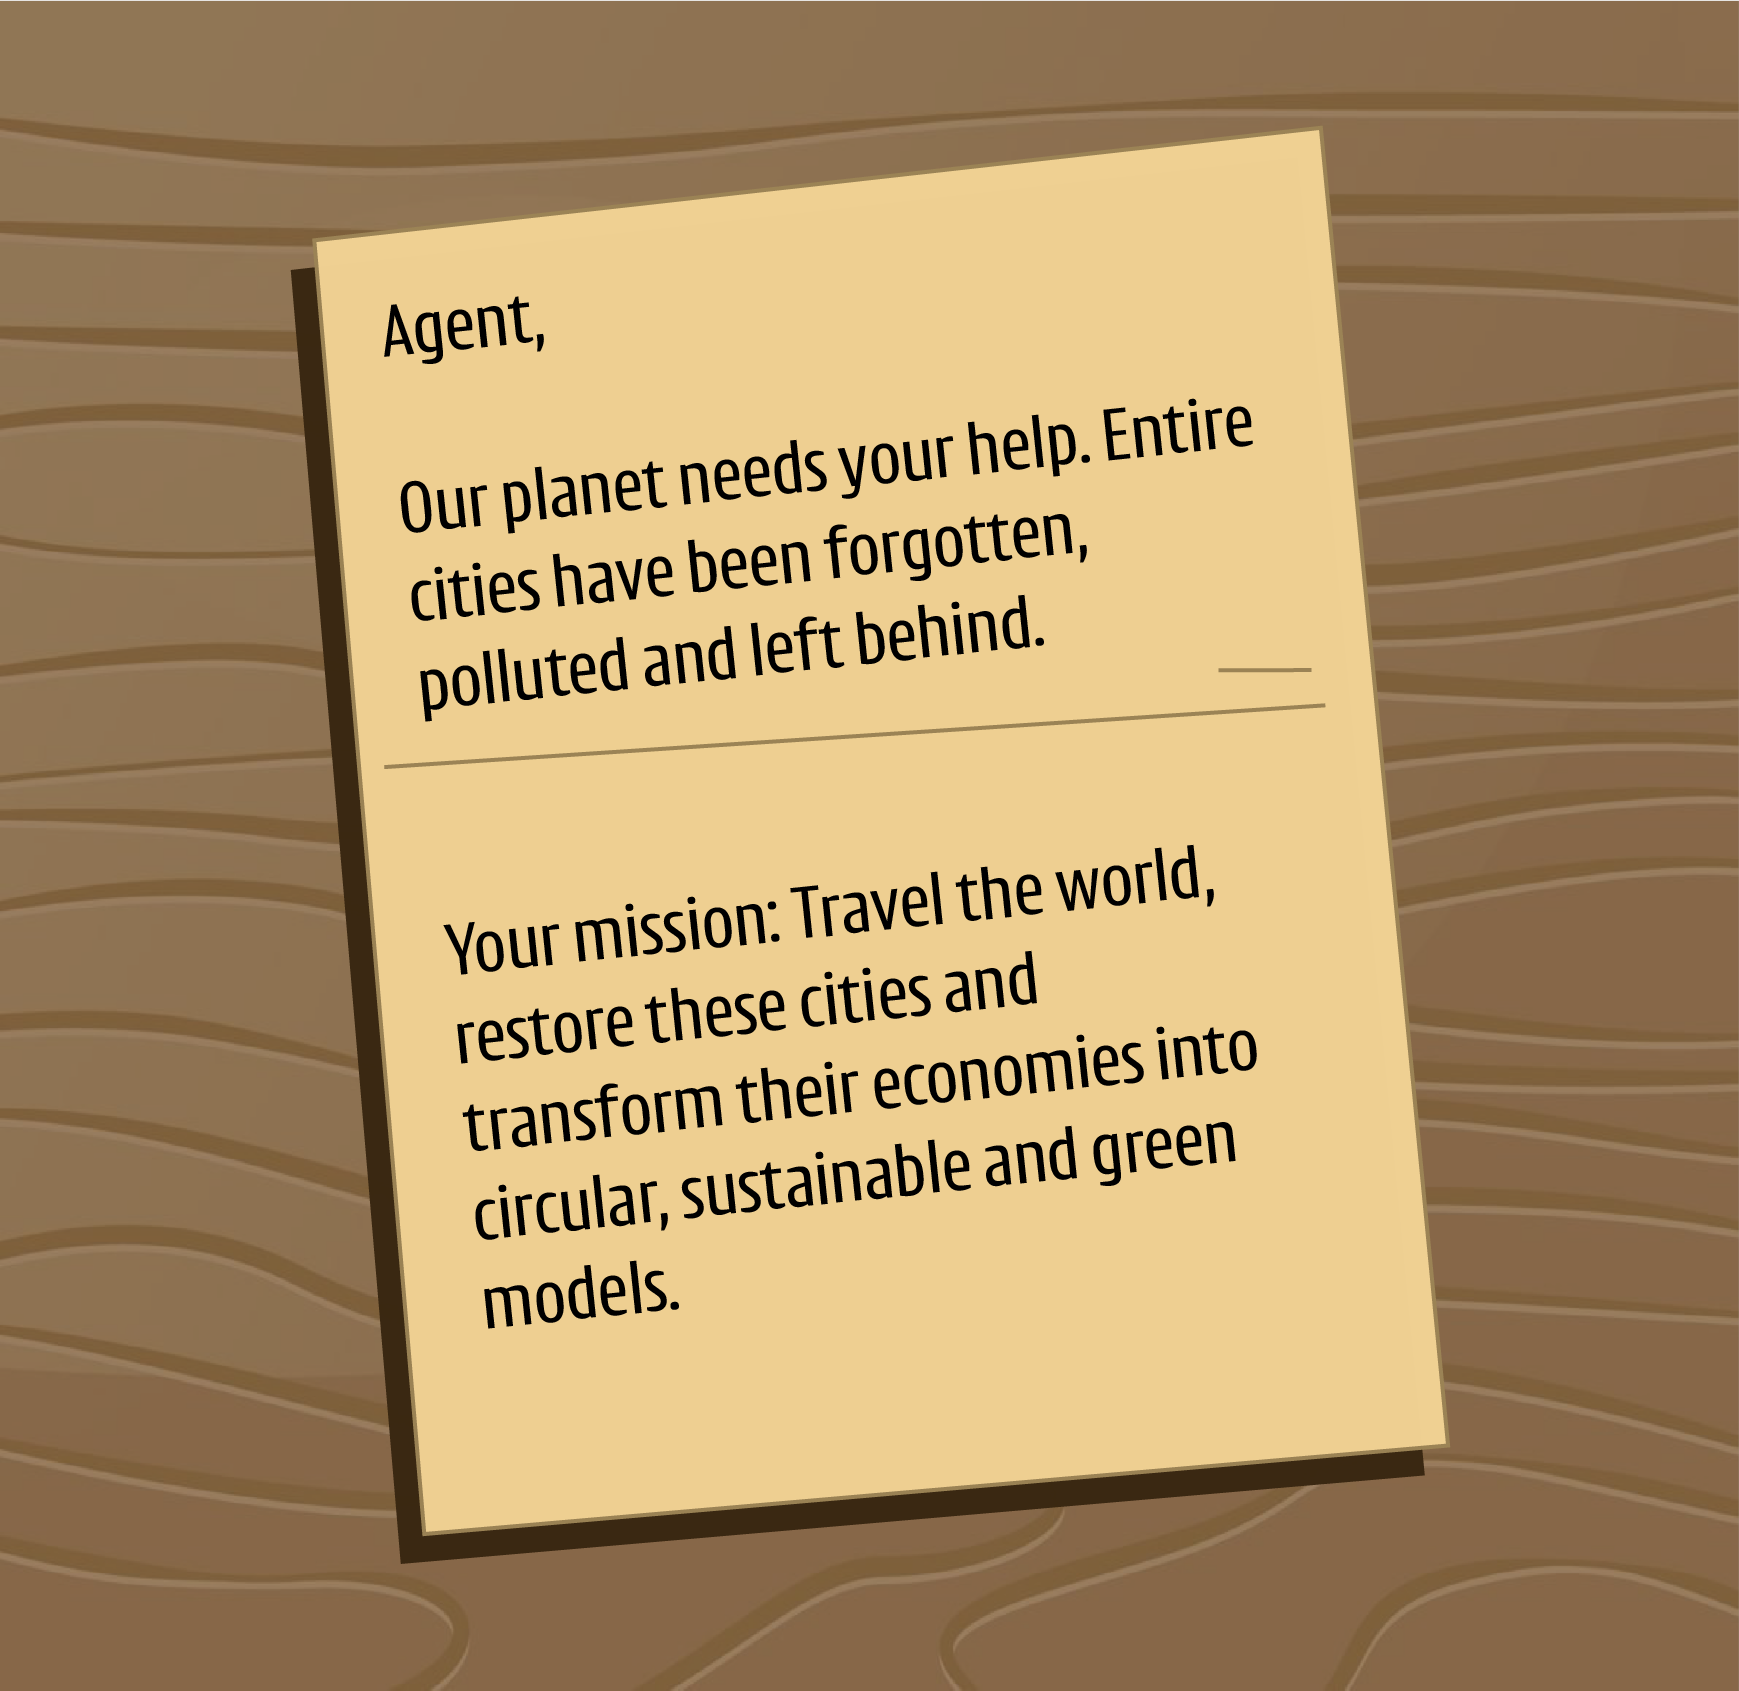 Agent,
Our planet needs your help. Entire
cities have been forgotten,
polluted and left behind.
Your mission: Travel the world,
restore these cities and
transform their economies into
circular, sustainable and green
models.